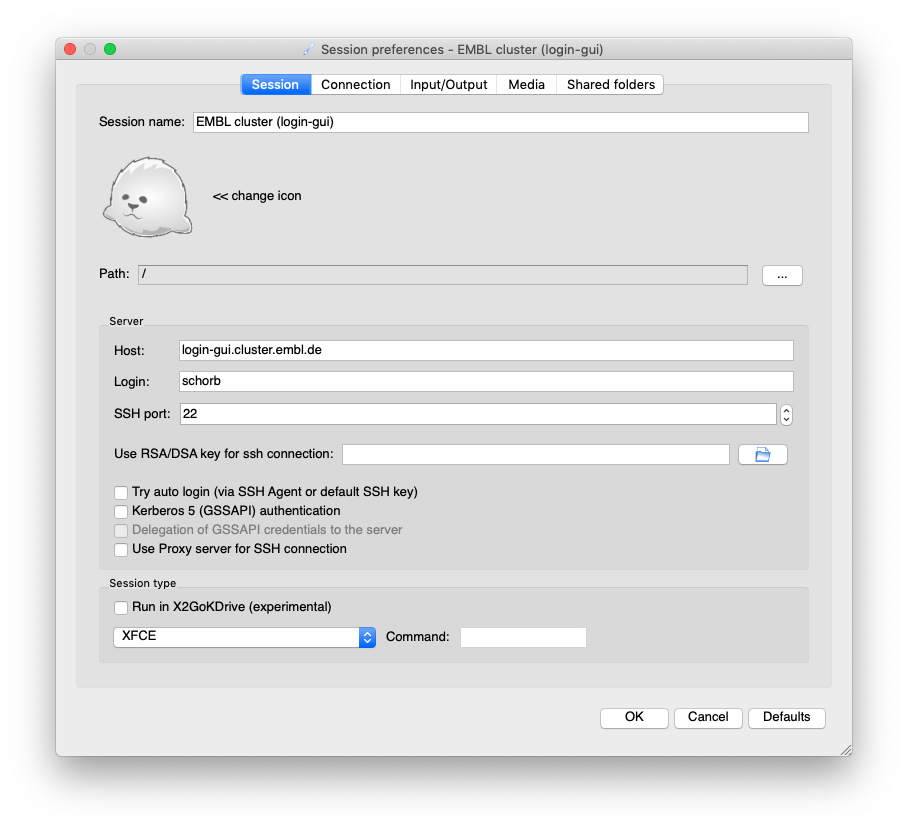 Session preferences - EMBL cluster (login-gui)
Session Connection Input/Output Media Shared folders
Session name: EMBL cluster (login-gui)
<< change icon
Path: / ...
Server
Host: login-gui.cluster.embl.de
Login: schorb
SSH port: 22
Use RSA/DSA key for ssh connection:
Try auto login (via SSH Agent or default SSH key)
Kerberos 5 (GSSAPI) authentication
Delegation of GSSAPI credentials to the server
Use Proxy server for SSH connection
Session type
Run in X2GoKDrive (experimental)
XFCE Command:
OK Cancel Defaults